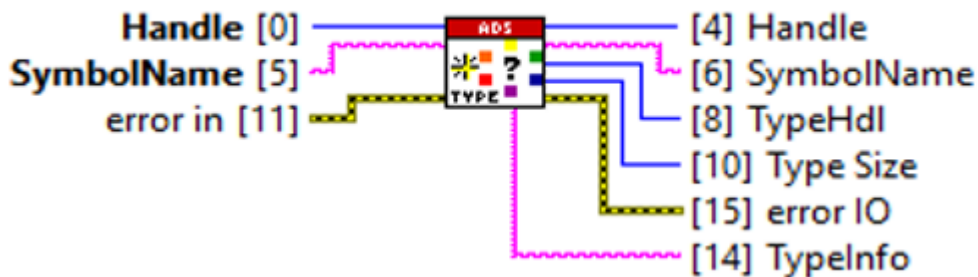 Handle [0]
SymbolName [5]
error in [11]
ADS
?
TYPE
[4] Handle
[6] SymbolName
[8] TypeHdl
[10] Type Size
[15] error IO
[14] TypeInfo